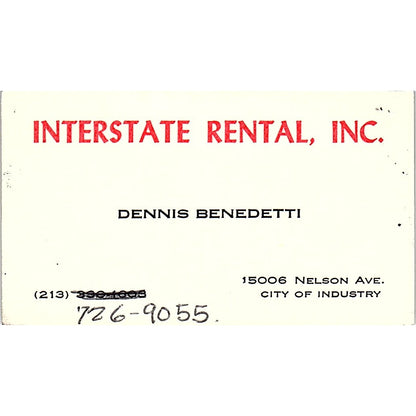 INTERSTATE RENTAL, INC.
DENNIS BENEDETTI
15006 NELSON AVE.
(213)
CITY OF INDUSTRY
726-9055.